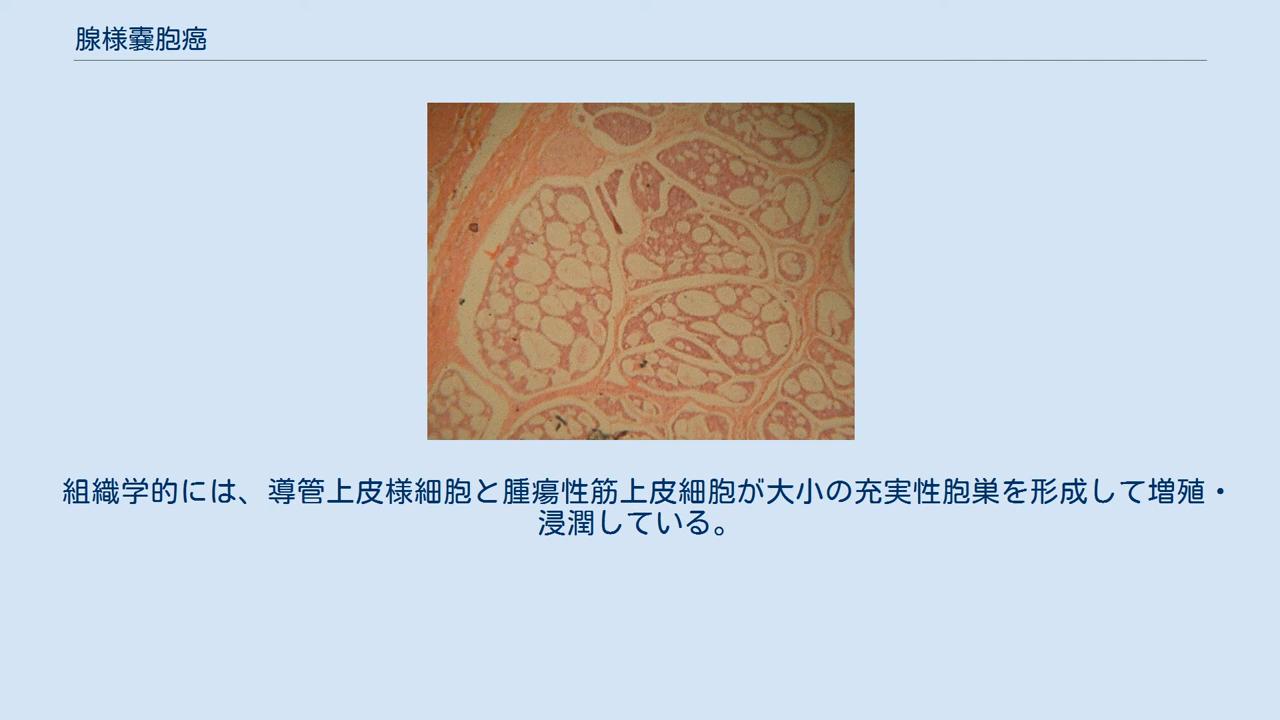 腺様嚢胞癌
組織学的には、導管上皮様細胞と腫瘍性筋上皮細胞が大小の充実性胞巣を形成して増殖・
浸潤している。